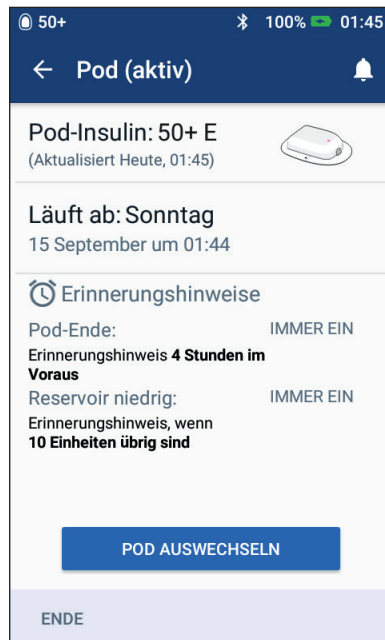 50+ 100% 01:45
Pod (aktiv)
Pod-Insulin: 50+ E
(Aktualisiert Heute, 01:45)
Läuft ab: Sonntag
15 September um 01:44
Erinnerungshinweise
Pod-Ende: IMMER EIN
Erinnerungshinweis 4 Stunden im
Voraus
Reservoir niedrig: IMMER EIN
Erinnerungshinweis, wenn
10 Einheiten übrig sind
POD AUSWECHSELN
ENDE